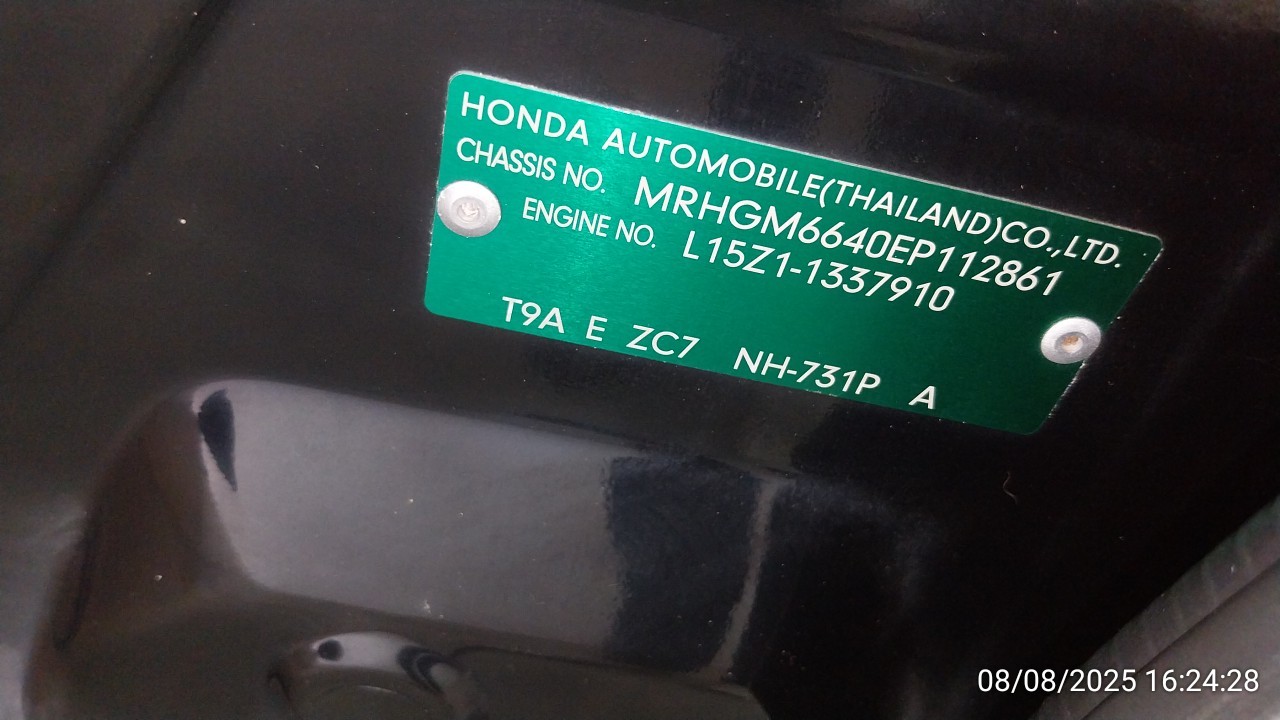 HONDA AUTOMOBILE(THAILAND)CO.,LTD.
CHASSIS NO. MRHGM6640EP112861
ENGINE NO. L15Z1-1337910
T9A E ZC7 NH-731P A
08/08/2025 16:24:28